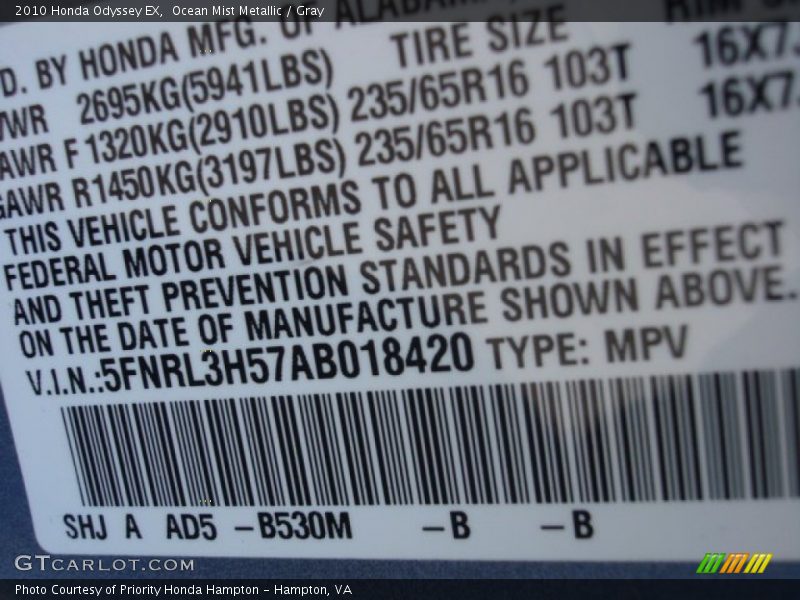 2010 Honda Odyssey EX,  Ocean Mist Metallic / Gray
BY HONDA MFG. OF ALABAMA
TIRE SIZE
2695KG(5941LBS)
F 1320KG(2910LBS) 235/65R16 103T 16X7.
GAWR R1450KG(3197LBS) 235/65R16 103T 16X7.
THIS VEHICLE CONFORMS TO ALL APPLICABLE
FEDERAL MOTOR VEHICLE SAFETY
AND THEFT PREVENTION STANDARDS IN EFFECT
ON THE DATE OF MANUFACTURE SHOWN ABOVE.
V.I.N.:5FNRL3H57AB018420 TYPE: MPV
SHJ A AD5 –B530M –B –B
GTCARLOT.COM
Photo Courtesy of Priority Honda Hampton – Hampton, VA